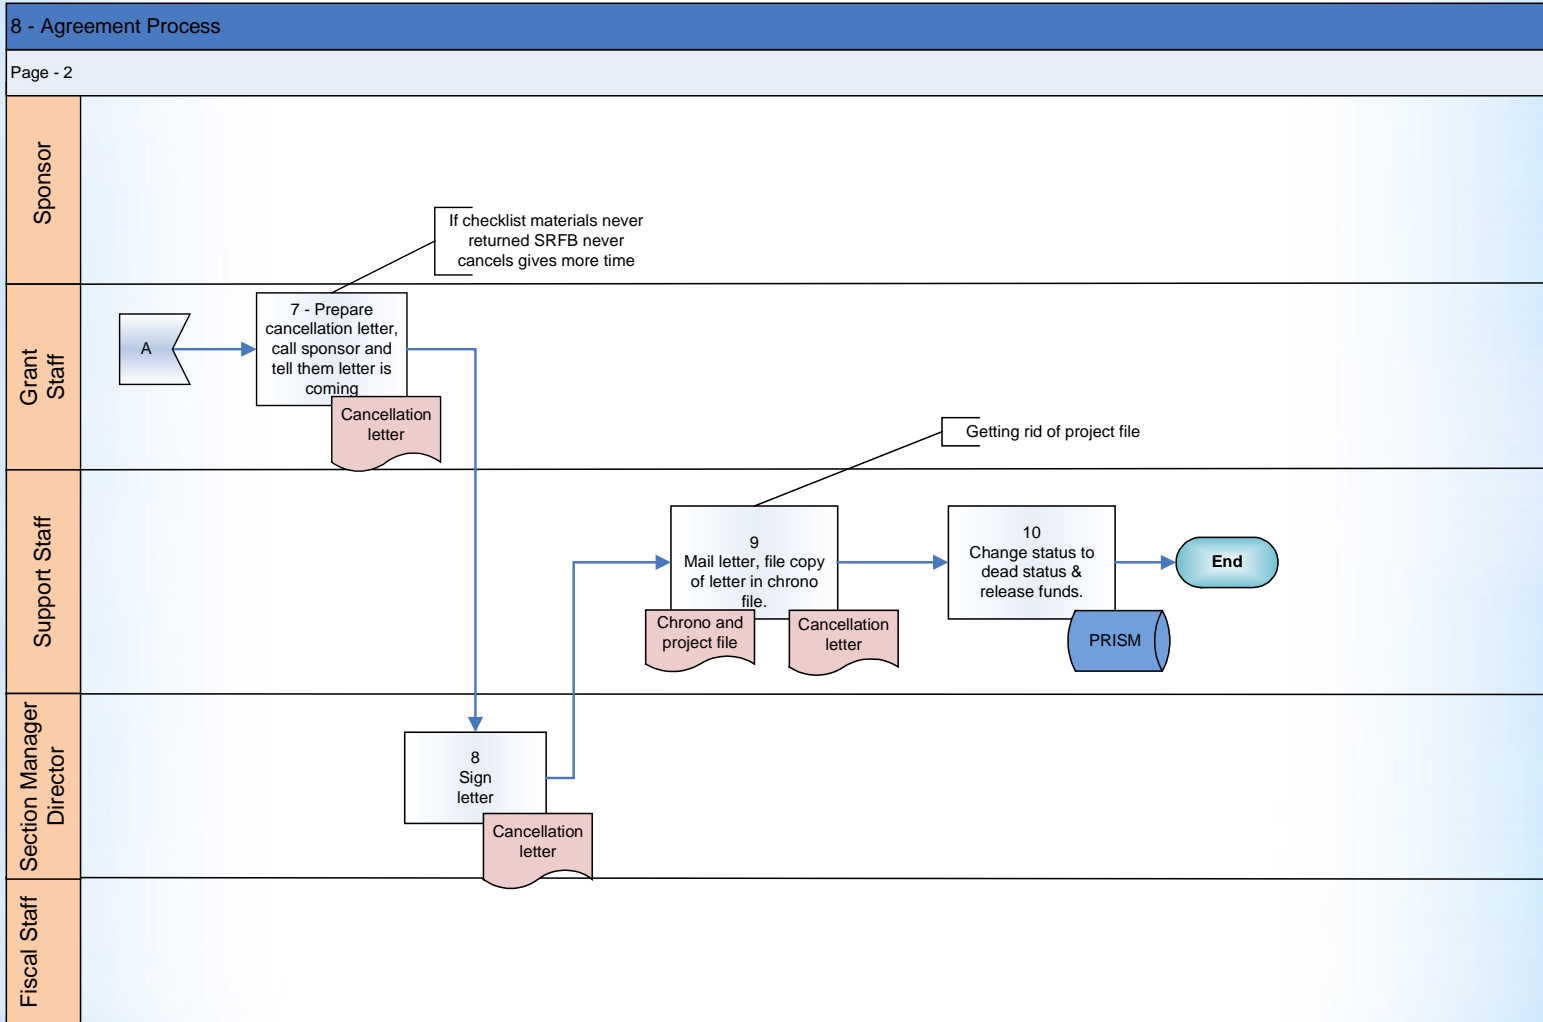 8 - Agreement Process
Page - 2
Sponsor
If checklist materials never
returned SRFB never
cancels gives more time
Grant
Staff
A
7 - Prepare
cancellation letter,
call sponsor and
tell them letter is
coming
Cancellation
letter
Getting rid of project file
Support Staff
9
Mail letter, file copy
of letter in chrono
file.
Chrono and
project file
Cancellation
letter
10
Change status to
dead status &
release funds.
PRISM
End
Section Manager
Director
8
Sign
letter
Cancellation
letter
Fiscal Staff